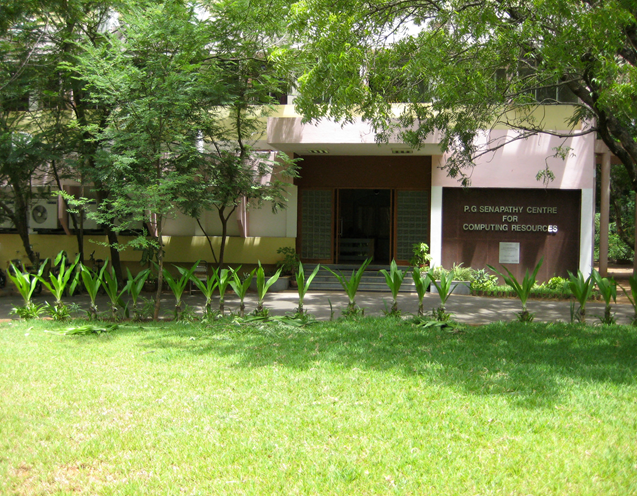 P.G. SENAPATHY CENTRE
FOR
COMPUTING RESOURCES